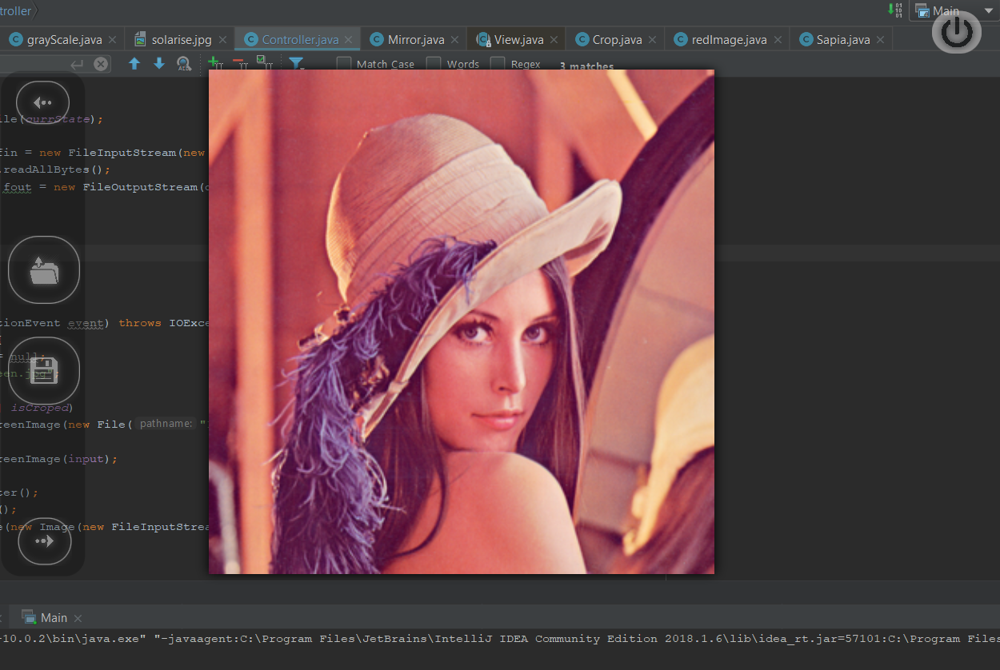 troller
Main
grayScale.java solarise.jpg Controller.java Mirror.java View.java Crop.java redImage.java Sapia.java
Match Case Words Regex 3 matches
lle(currState);
fin = new FileInputStream(new
.readAllBytes();
fout = new FileOutputStream(
tionEvent event) throws IOExce
= null;
een.jpg";
isCroped)
reenImage(new File( pathname: "
reenImage(input);
ter();
();
e(new Image(new FileInputStrea
Main
-10.0.2\bin\java.exe" "-javaagent:C:\Program Files\JetBrains\IntelliJ IDEA Community Edition 2018.1.6\lib\idea_rt.jar=57101:C:\Program Files